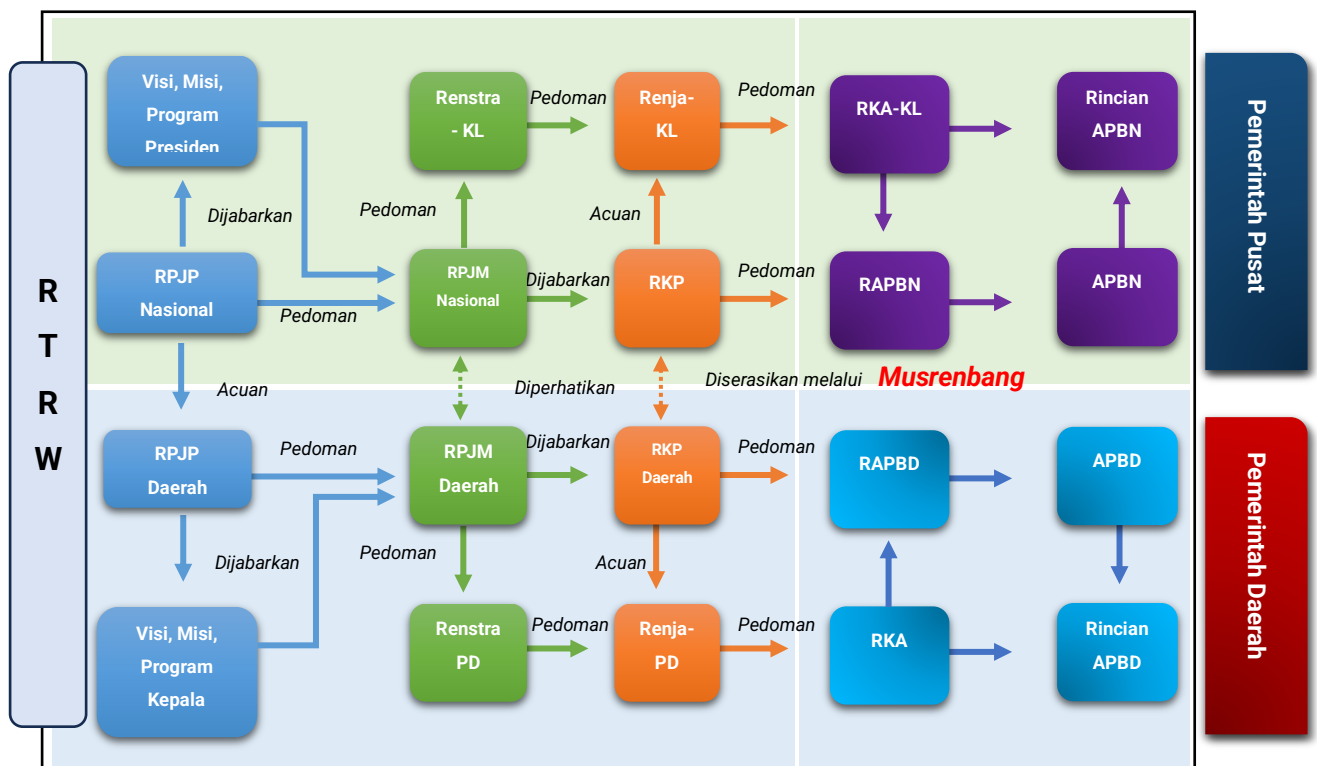 R
T
R
W
Visi, Misi,
Program
Presiden
Dijabarkan
RPJP
Nasional
Pedoman
Acuan
RPJP
Daerah
Pedoman
Dijabarkan
Visi, Misi,
Program
Kepala
Renstra
- KL
Pedoman
Pedoman
RPJM
Nasional
Dijabarkan
Diperhatikan
RPJM
Daerah
Dijabarkan
Pedoman
Renstra
PD
Pedoman
Renja-
KL
Pedoman
Acuan
RKP
Pedoman
Diserasikan melalui Musrenbang
RKP
Daerah
Pedoman
Acuan
Renja-
PD
Pedoman
RKA-KL
Rincian
APBN
RAPBN
APBN
RAPBD
APBD
RKA
Rincian
APBD
Pemerintah Pusat
Pemerintah Daerah